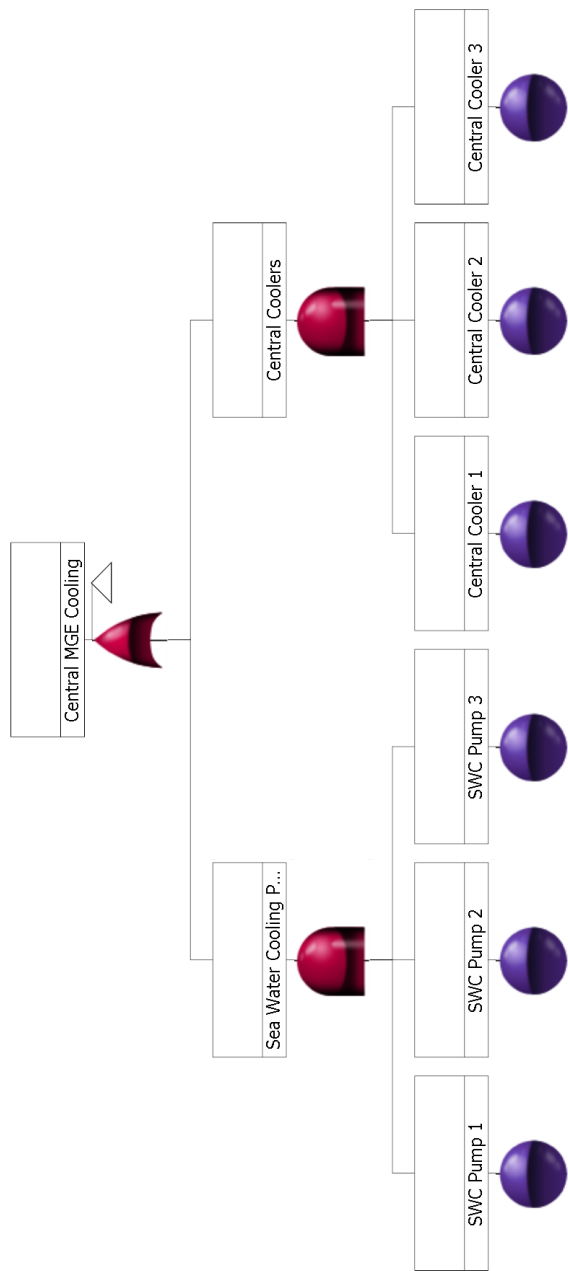 Central MGE Cooling
Sea Water Cooling P...
Central Coolers
SWC Pump 1
SWC Pump 2
SWC Pump 3
Central Cooler 1
Central Cooler 2
Central Cooler 3